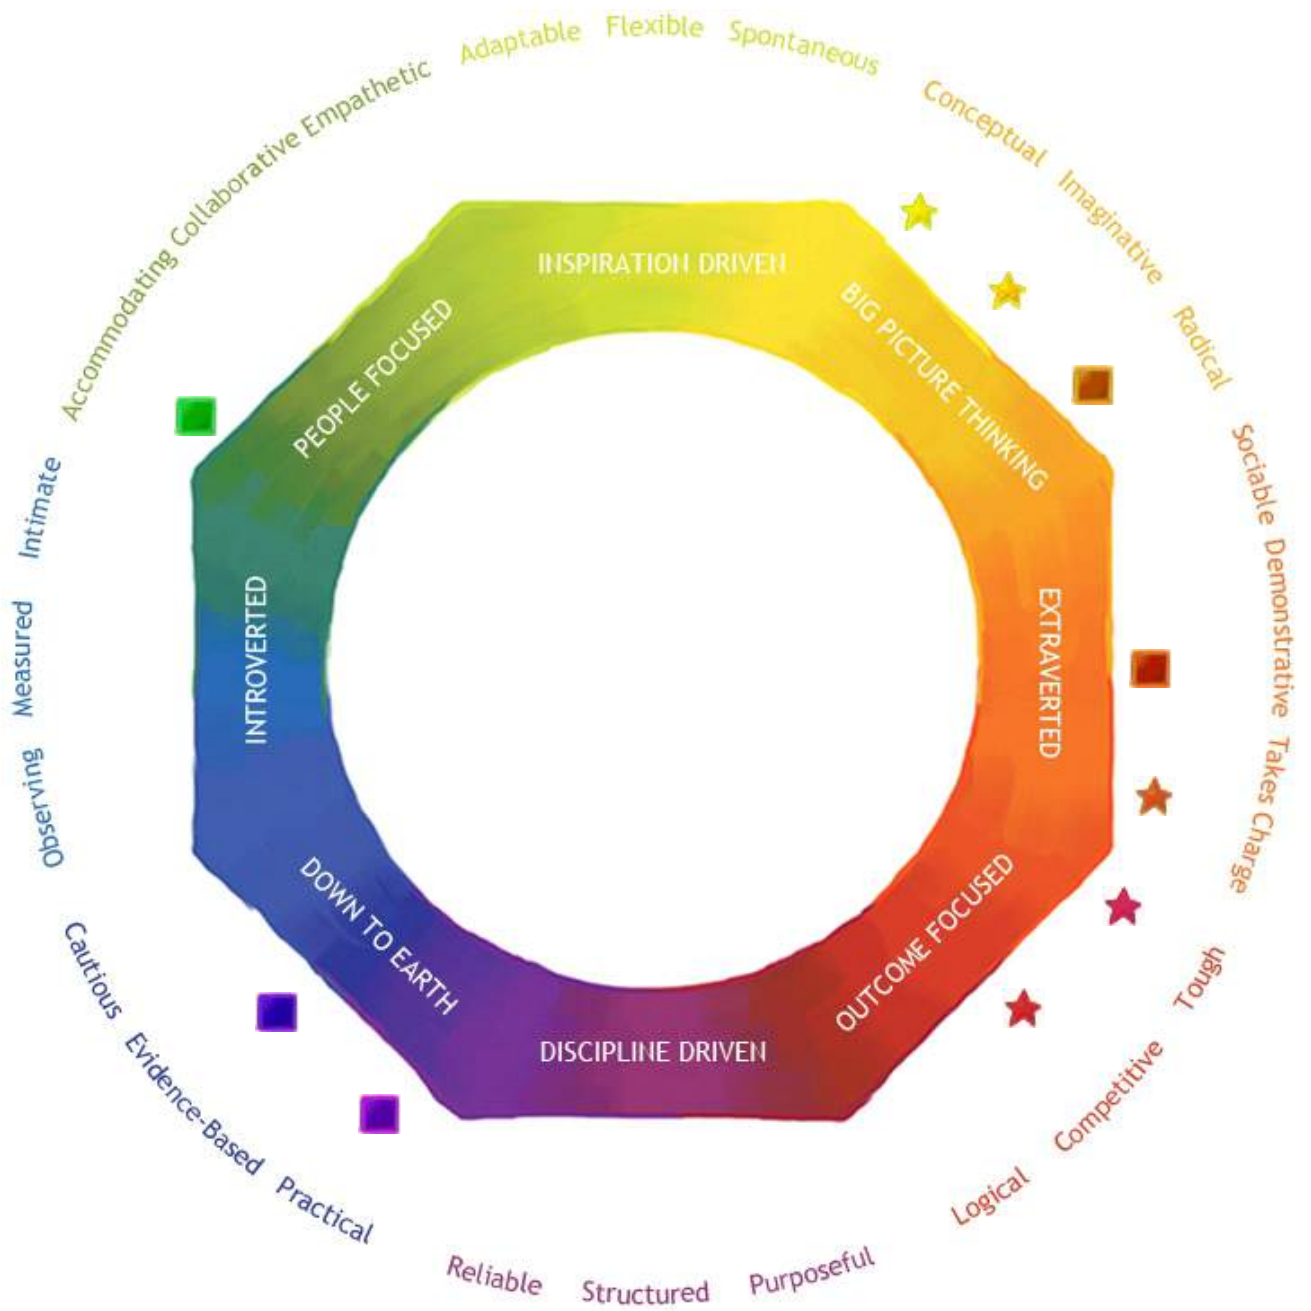 Adaptable Flexible Spontaneous
Conceptual Imaginative Radical
Sociable Demonstrative Takes Charge
Tough Competitive Logical
Purposeful Structured Reliable
Practical Evidence-Based Cautious
Observing Measured Intimate
Accommodating Collaborative Empathetic
INSPIRATION DRIVEN
BIG PICTURE THINKING
EXTRAVERTED
OUTCOME FOCUSED
DISCIPLINE DRIVEN
DOWN TO EARTH
INTROVERTED
PEOPLE FOCUSED